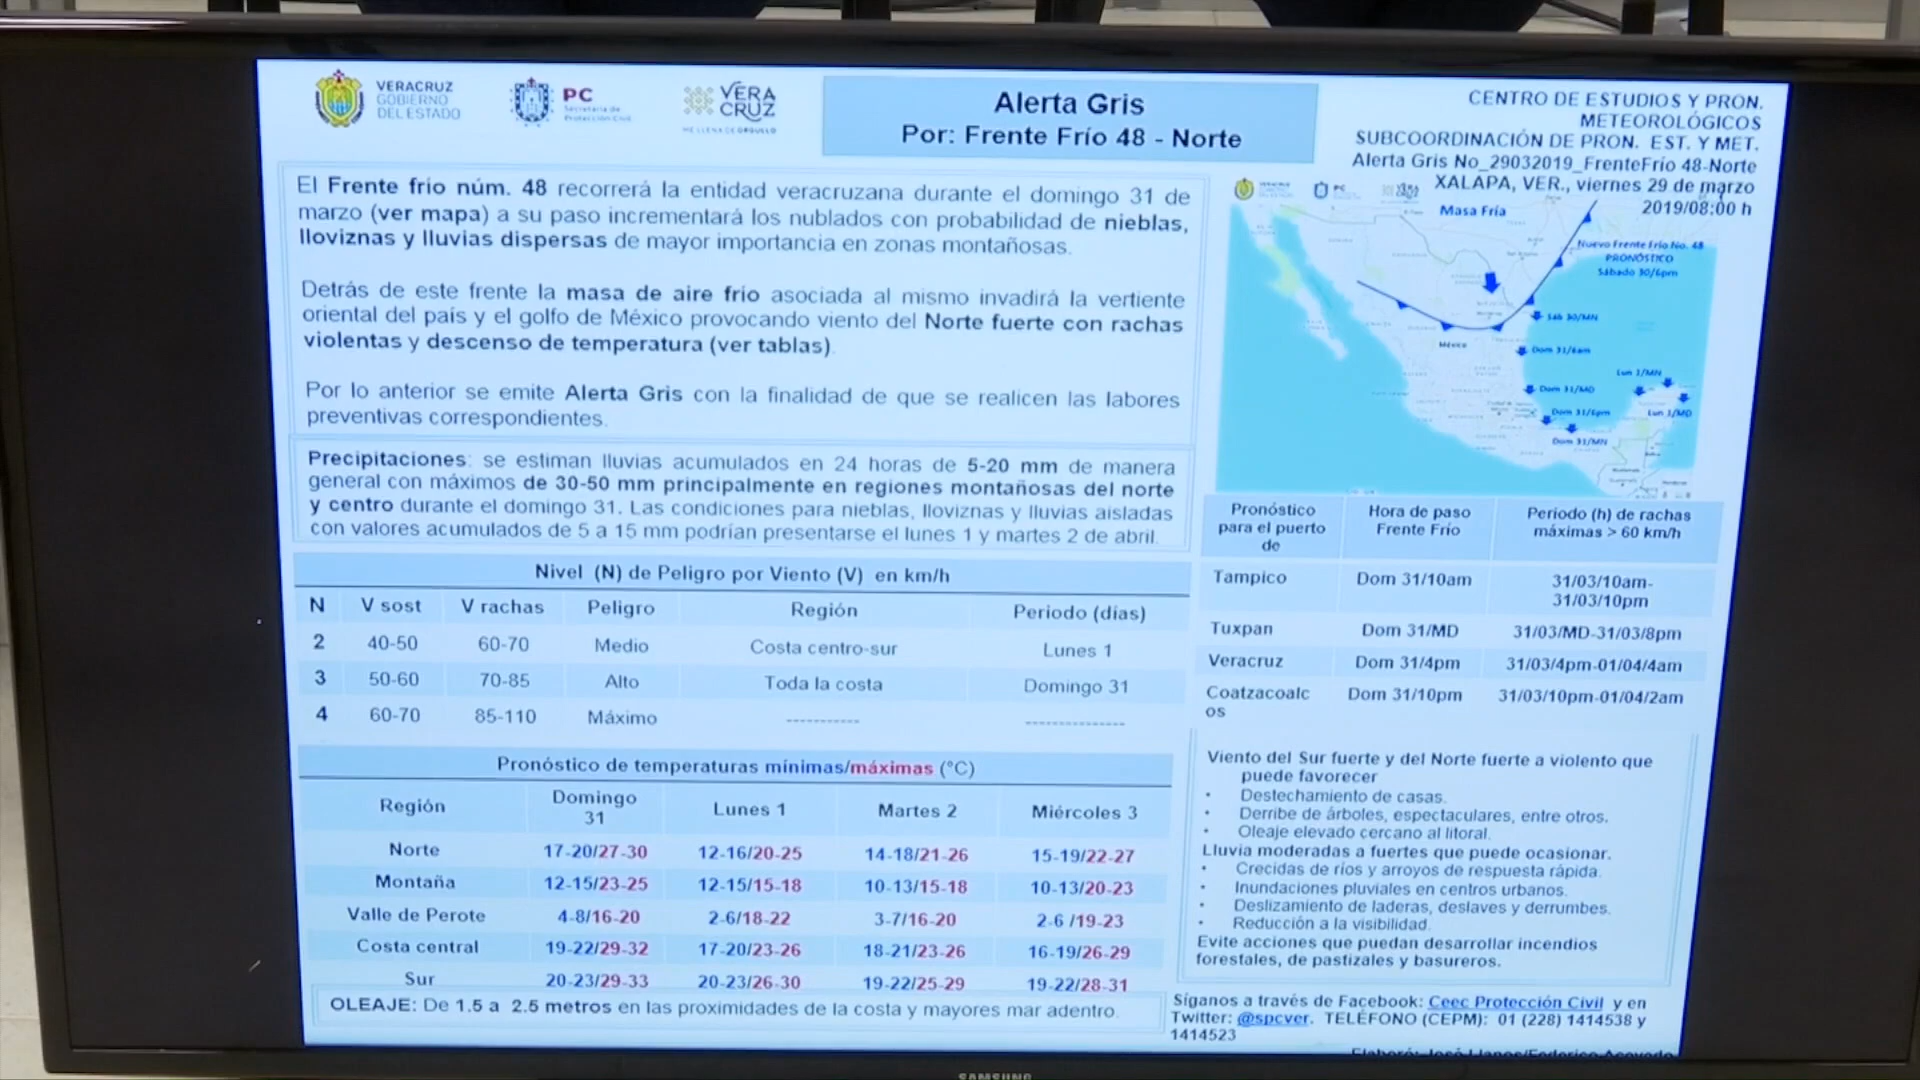 VERACRUZ
GOBIERNO
DEL ESTADO
PC
Secretaría de
Protección Civil
VERA
CRUZ
ME LLENA DE ORGULLO
Alerta Gris
Por: Frente Frío 48 - Norte
CENTRO DE ESTUDIOS Y PRON.
METEOROLÓGICOS
SUBCOORDINACIÓN DE PRON. EST. Y MET.
Alerta Gris No_29032019_FrenteFrío 48-Norte
XALAPA, VER., viernes 29 de marzo
2019/08:00 h
El Frente frío núm. 48 recorrerá la entidad veracruzana durante el domingo 31 de
marzo (ver mapa) a su paso incrementará los nublados con probabilidad de nieblas,
lloviznas y lluvias dispersas de mayor importancia en zonas montañosas.
Detrás de este frente la masa de aire frío asociada al mismo invadirá la vertiente
oriental del país y el golfo de México provocando viento del Norte fuerte con rachas
violentas y descenso de temperatura (ver tablas).
Por lo anterior se emite Alerta Gris con la finalidad de que se realicen las labores
preventivas correspondientes.
Precipitaciones: se estiman lluvias acumulados en 24 horas de 5-20 mm de manera
general con máximos de 30-50 mm principalmente en regiones montañosas del norte
y centro durante el domingo 31. Las condiciones para nieblas, lloviznas y lluvias aisladas
con valores acumulados de 5 a 15 mm podrían presentarse el lunes 1 y martes 2 de abril.
Masa Fría
Nuevo Frente Frío No. 48
PRONÓSTICO
Sábado 30/6pm
Sáb 30/MN
Dom 31/6am
México
Dom 31/MD
Dom 31/6pm
Dom 31/MN
Lun 1/MN
Lun 1/MD
Nivel (N) de Peligro por Viento (V) en km/h
N V sost V rachas Peligro Región Periodo (días)
2 40-50 60-70 Medio Costa centro-sur Lunes 1
3 50-60 70-85 Alto Toda la costa Domingo 31
4 60-70 85-110 Máximo ----------- ---------------
Pronóstico de temperaturas mínimas/máximas (°C)
Región Domingo 31 Lunes 1 Martes 2 Miércoles 3
Norte 17-20/27-30 12-16/20-25 14-18/21-26 15-19/22-27
Montaña 12-15/23-25 12-15/15-18 10-13/15-18 10-13/20-23
Valle de Perote 4-8/16-20 2-6/18-22 3-7/16-20 2-6 /19-23
Costa central 19-22/29-32 17-20/23-26 18-21/23-26 16-19/26-29
Sur 20-23/29-33 20-23/26-30 19-22/25-29 19-22/28-31
OLEAJE: De 1.5 a 2.5 metros en las proximidades de la costa y mayores mar adentro.
Pronóstico para el puerto de Hora de paso Frente Frío Periodo (h) de rachas máximas > 60 km/h
Tampico Dom 31/10am 31/03/10am-31/03/10pm
Tuxpan Dom 31/MD 31/03/MD-31/03/8pm
Veracruz Dom 31/4pm 31/03/4pm-01/04/4am
Coatzacoalcos Dom 31/10pm 31/03/10pm-01/04/2am
Viento del Sur fuerte y del Norte fuerte a violento que
puede favorecer
• Destechamiento de casas.
• Derribe de árboles, espectaculares, entre otros.
• Oleaje elevado cercano al litoral.
Lluvia moderadas a fuertes que puede ocasionar.
• Crecidas de ríos y arroyos de respuesta rápida.
• Inundaciones pluviales en centros urbanos.
• Deslizamiento de laderas, deslaves y derrumbes.
• Reducción a la visibilidad.
Evite acciones que puedan desarrollar incendios
forestales, de pastizales y basureros.
Síganos a través de Facebook: Ceec Protección Civil y en
Twitter: @spcver. TELÉFONO (CEPM): 01 (228) 1414538 y
1414523
Elaboró: José Llanos/Federico Acevedo
SAMSUNG